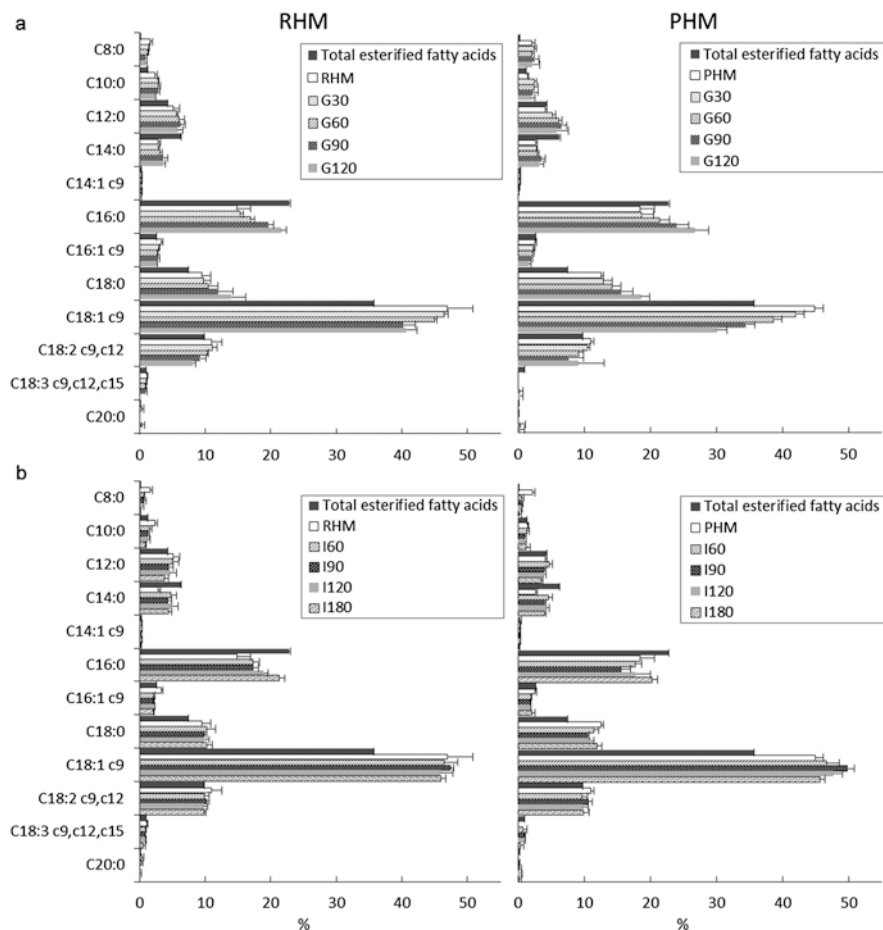 RHM
PHM
a
C8:0
C10:0
C12:0
C14:0
C14:1 c9
C16:0
C16:1 c9
C18:0
C18:1 c9
C18:2 c9,c12
C18:3 c9,c12,c15
C20:0
Total esterified fatty acids
RHM
G30
G60
G90
G120
0 10 20 30 40 50
Total esterified fatty acids
PHM
G30
G60
G90
G120
0 10 20 30 40 50
b
C8:0
C10:0
C12:0
C14:0
C14:1 c9
C16:0
C16:1 c9
C18:0
C18:1 c9
C18:2 c9,c12
C18:3 c9,c12,c15
C20:0
Total esterified fatty acids
RHM
I60
I90
I120
I180
0 10 20 30 40 50
%
Total esterified fatty acids
PHM
I60
I90
I120
I180
0 10 20 30 40 50
%